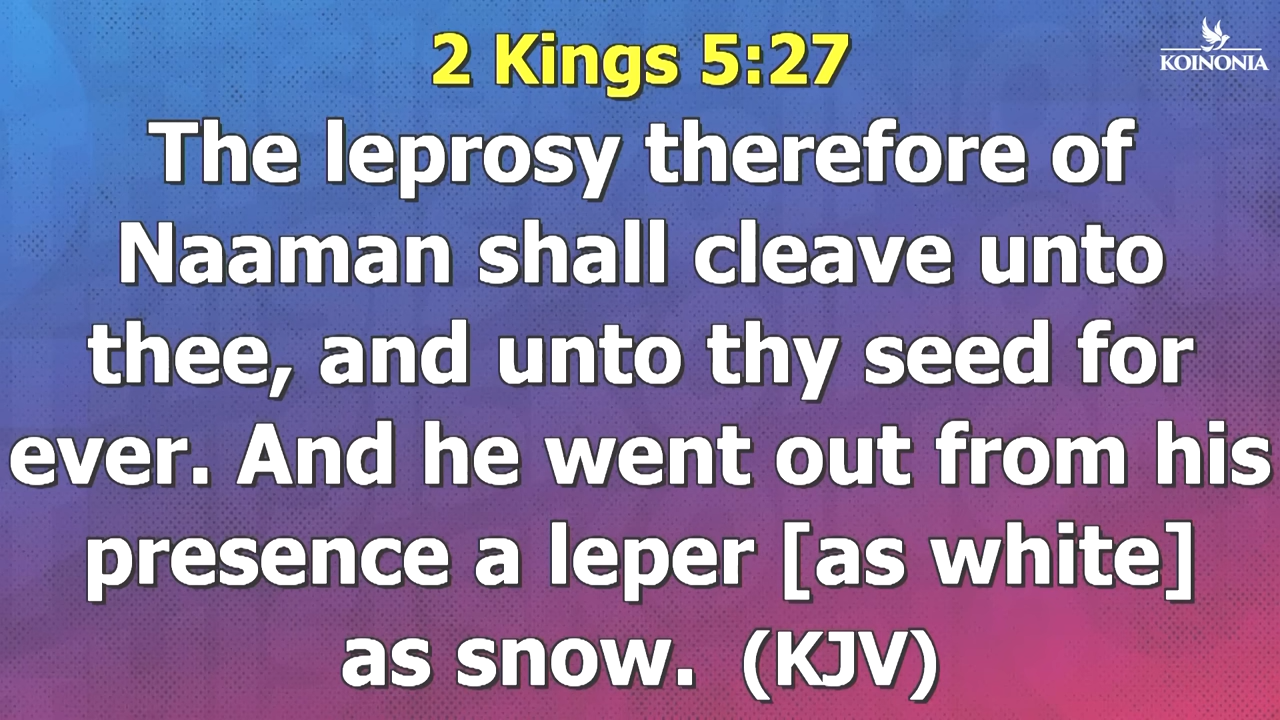 2 Kings 5:27
KOINONIA
The leprosy therefore of
Naaman shall cleave unto
thee, and unto thy seed for
ever. And he went out from his
presence a leper [as white]
as snow.  (KJV)